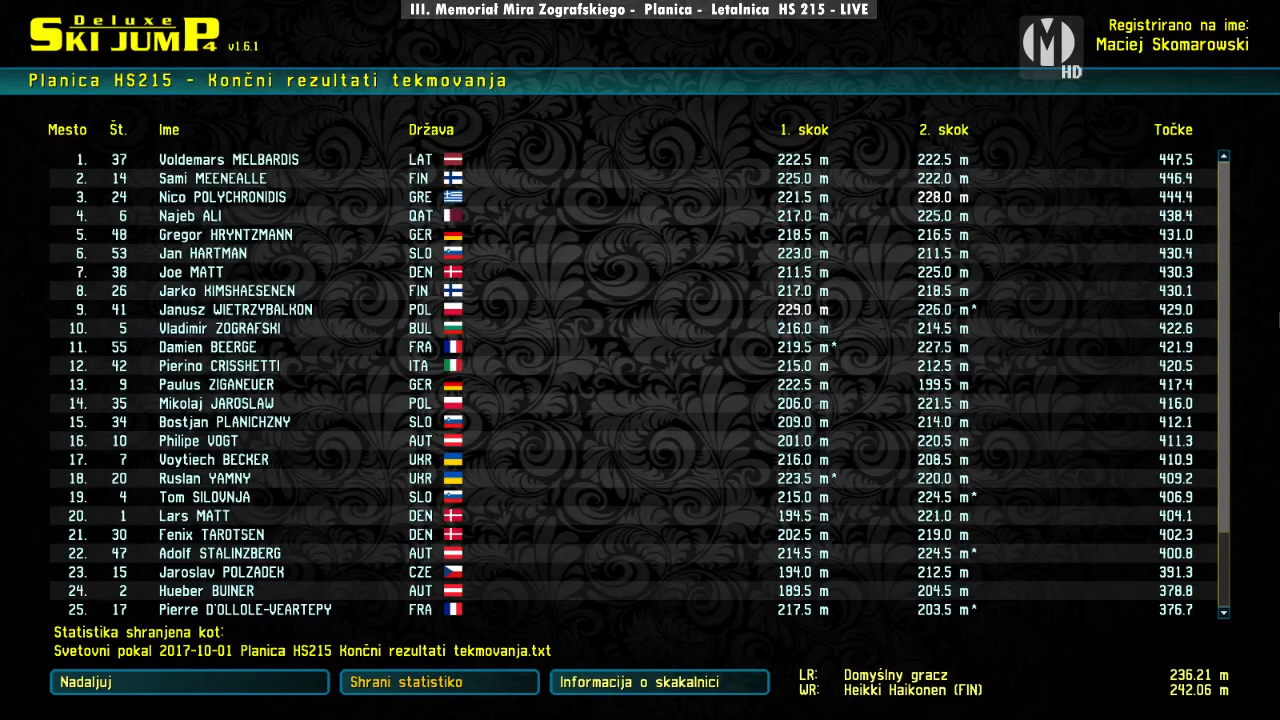 III. Memoriał Mira Zografskiego - Planica - Letalnica HS 215 - LIVE
Deluxe
SKI JUMP 4 v1.6.1
M HD
Registrirano na ime:
Maciej Skomarowski
Planica HS215 - Končni rezultati tekmovanja
Mesto Št. Ime Država 1. skok 2. skok Točke
1. 37 Voldemars MELBARDIS LAT 222.5 m 222.5 m 447.5
2. 14 Sami MEENEALLE FIN 225.0 m 222.0 m 446.4
3. 24 Nico POLYCHRONIDIS GRE 221.5 m 228.0 m 444.4
4. 6 Najeb ALI QAT 217.0 m 225.0 m 438.4
5. 48 Gregor HRYNTZMANN GER 218.5 m 216.5 m 431.0
6. 53 Jan HARTMAN SLO 223.0 m 211.5 m 430.4
7. 38 Joe MATT DEN 211.5 m 225.0 m 430.3
8. 26 Jarko KIMSHAESENEN FIN 217.0 m 218.5 m 430.1
9. 41 Janusz WIETRZYBALKON POL 229.0 m 226.0 m* 429.0
10. 5 Vladimir ZOGRAFSKI BUL 216.0 m 214.5 m 422.6
11. 55 Damien BEERGE FRA 219.5 m* 227.5 m 421.9
12. 42 Pierino CRISSHETTI ITA 215.0 m 212.5 m 420.5
13. 9 Paulus ZIGANEUER GER 222.5 m 199.5 m 417.4
14. 35 Mikolaj JAROSLAW POL 206.0 m 221.5 m 416.0
15. 34 Bostjan PLANICHZNY SLO 209.0 m 214.0 m 412.1
16. 10 Philipe VOGT AUT 201.0 m 220.5 m 411.3
17. 7 Voytiech BECKER UKR 216.0 m 208.5 m 410.9
18. 20 Ruslan YAMNY UKR 223.5 m* 220.0 m 409.2
19. 4 Tom SILOVNJA SLO 215.0 m 224.5 m* 406.9
20. 1 Lars MATT DEN 194.5 m 221.0 m 404.1
21. 30 Fenix TAROTSEN DEN 202.5 m 219.0 m 402.3
22. 47 Adolf STALINZBERG AUT 214.5 m 224.5 m* 400.8
23. 15 Jaroslav POLZADEK CZE 194.0 m 212.5 m 391.3
24. 2 Hueber BUINER AUT 189.5 m 204.5 m 378.8
25. 17 Pierre D'OLLOLE-VEARTEPY FRA 217.5 m 203.5 m* 376.7
Statistika shranjena kot:
Svetovni pokal 2017-10-01 Planica HS215 Končni rezultati tekmovanja.txt
Nadaljuj Shrani statistiko Informacija o skakalnici
LR: Domyślny gracz 236.21 m
WR: Heikki Haikonen (FIN) 242.06 m